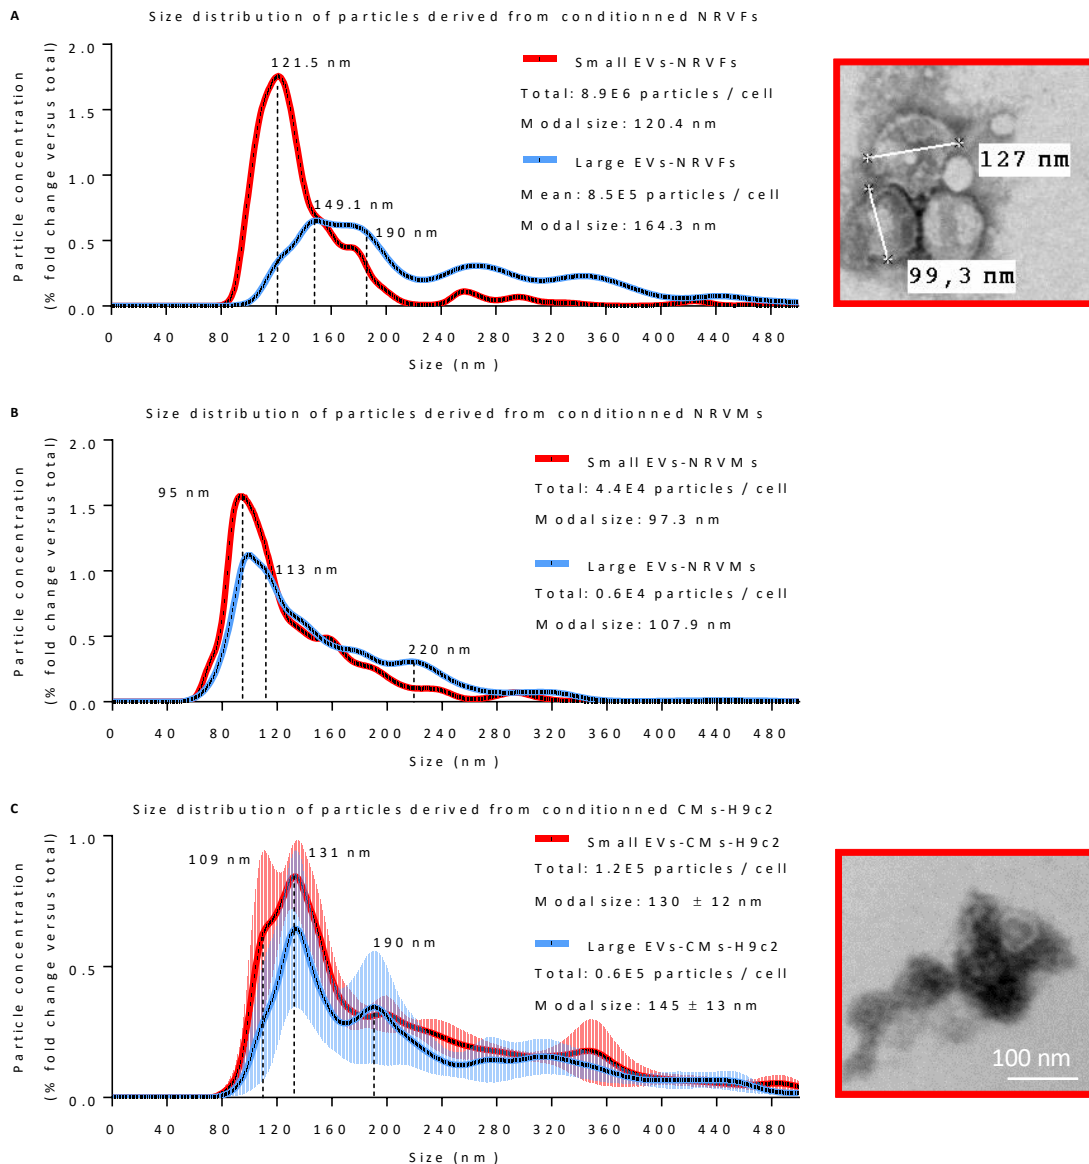 A
Size distribution of particles derived from conditionned NRVFs
Particle concentration
(% fold change versus total)
2.0
1.5
1.0
0.5
0.0
121.5 nm
149.1 nm
190 nm
Small EVs-NRVFs
Total: 8.9E6 particles / cell
Modal size: 120.4 nm
Large EVs-NRVFs
Mean: 8.5E5 particles / cell
Modal size: 164.3 nm
0 40 80 120 160 200 240 280 320 360 400 440 480
Size (nm)
127 nm
99,3 nm
B
Size distribution of particles derived from conditionned NRVMs
Particle concentration
(% fold change versus total)
2.0
1.5
1.0
0.5
0.0
95 nm
113 nm
220 nm
Small EVs-NRVMs
Total: 4.4E4 particles / cell
Modal size: 97.3 nm
Large EVs-NRVMs
Total: 0.6E4 particles / cell
Modal size: 107.9 nm
0 40 80 120 160 200 240 280 320 360 400 440 480
Size (nm)
C
Size distribution of particles derived from conditionned CMs-H9c2
Particle concentration
(% fold change versus total)
1.0
0.5
0.0
109 nm
131 nm
190 nm
Small EVs-CMs-H9c2
Total: 1.2E5 particles / cell
Modal size: 130 ± 12 nm
Large EVs-CMs-H9c2
Total: 0.6E5 particles / cell
Modal size: 145 ± 13 nm
0 40 80 120 160 200 240 280 320 360 400 440 480
Size (nm)
100 nm